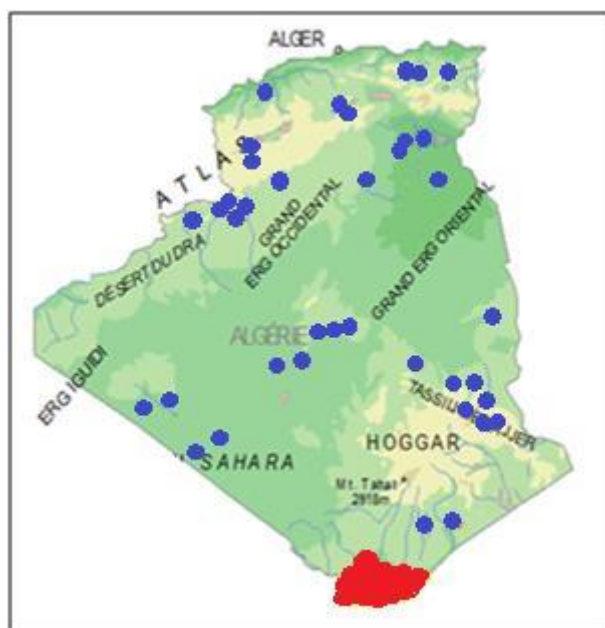 ALGER
ATLAS
GRAND
ERG OCCIDENTAL
DÉSERT DU DRA
GRAND ERG ORIENTAL
ALGÉRIE
ERG IGUIDI
HOGGAR
SAHARA
Mt. Tahat
2918m